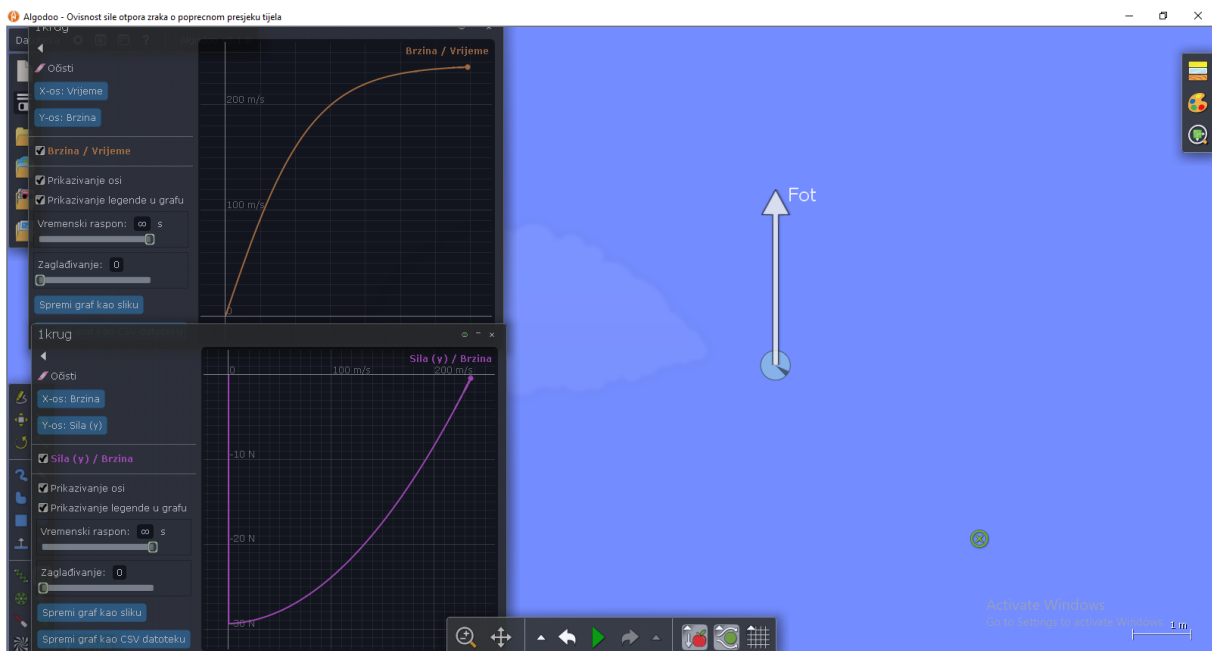 Algodoo - Ovisnost sile otpora zraka o poprecnom presjeku tijela
1krug
Očisti
X-os: Vrijeme
Y-os: Brzina
Brzina / Vrijeme
Prikazivanje osi
Prikazivanje legende u grafu
Vremenski raspon: ∞ s
Zaglađivanje: 0
Spremi graf kao sliku
Brzina / Vrijeme
200 m/s
100 m/s
0
1krug
Očisti
X-os: Brzina
Y-os: Sila (y)
Sila (y) / Brzina
Prikazivanje osi
Prikazivanje legende u grafu
Vremenski raspon: ∞ s
Zaglađivanje: 0
Spremi graf kao sliku
Spremi graf kao CSV datoteku
Sila (y) / Brzina
0 100 m/s 200 m/s
-10 N
-20 N
-30 N
Fot
Activate Windows
Go to Settings to activate Windows.
1 m